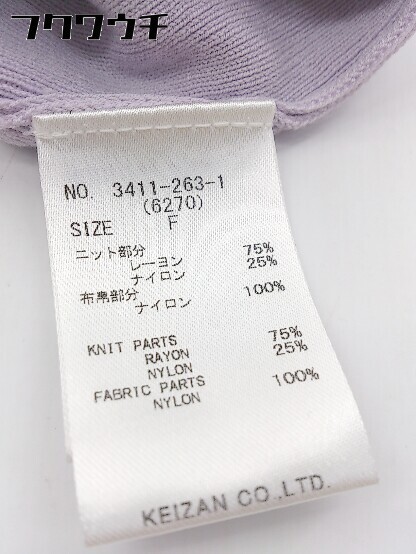 フクウウチ
NO. 3411-263-1
(6270)
SIZE F
ニット部分
レーヨン 75%
ナイロン 25%
布帛部分
ナイロン 100%
KNIT PARTS
RAYON 75%
NYLON 25%
FABRIC PARTS
NYLON 100%
KEIZAN CO.,LTD.